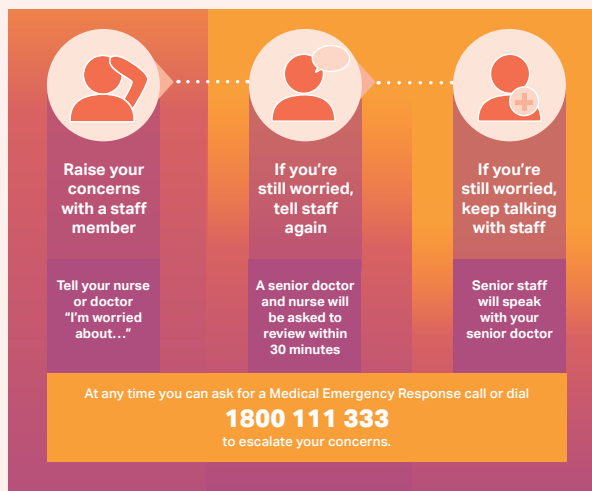 Raise your
concerns
with a staff
member
Tell your nurse
or doctor
“I’m worried
about...”
If you’re
still worried,
tell staff
again
A senior doctor
and nurse will
be asked to
review within
30 minutes
If you’re
still worried,
keep talking
with staff
Senior staff
will speak
with your
senior doctor
At any time you can ask for a Medical Emergency Response call or dial
1800 111 333
to escalate your concerns.